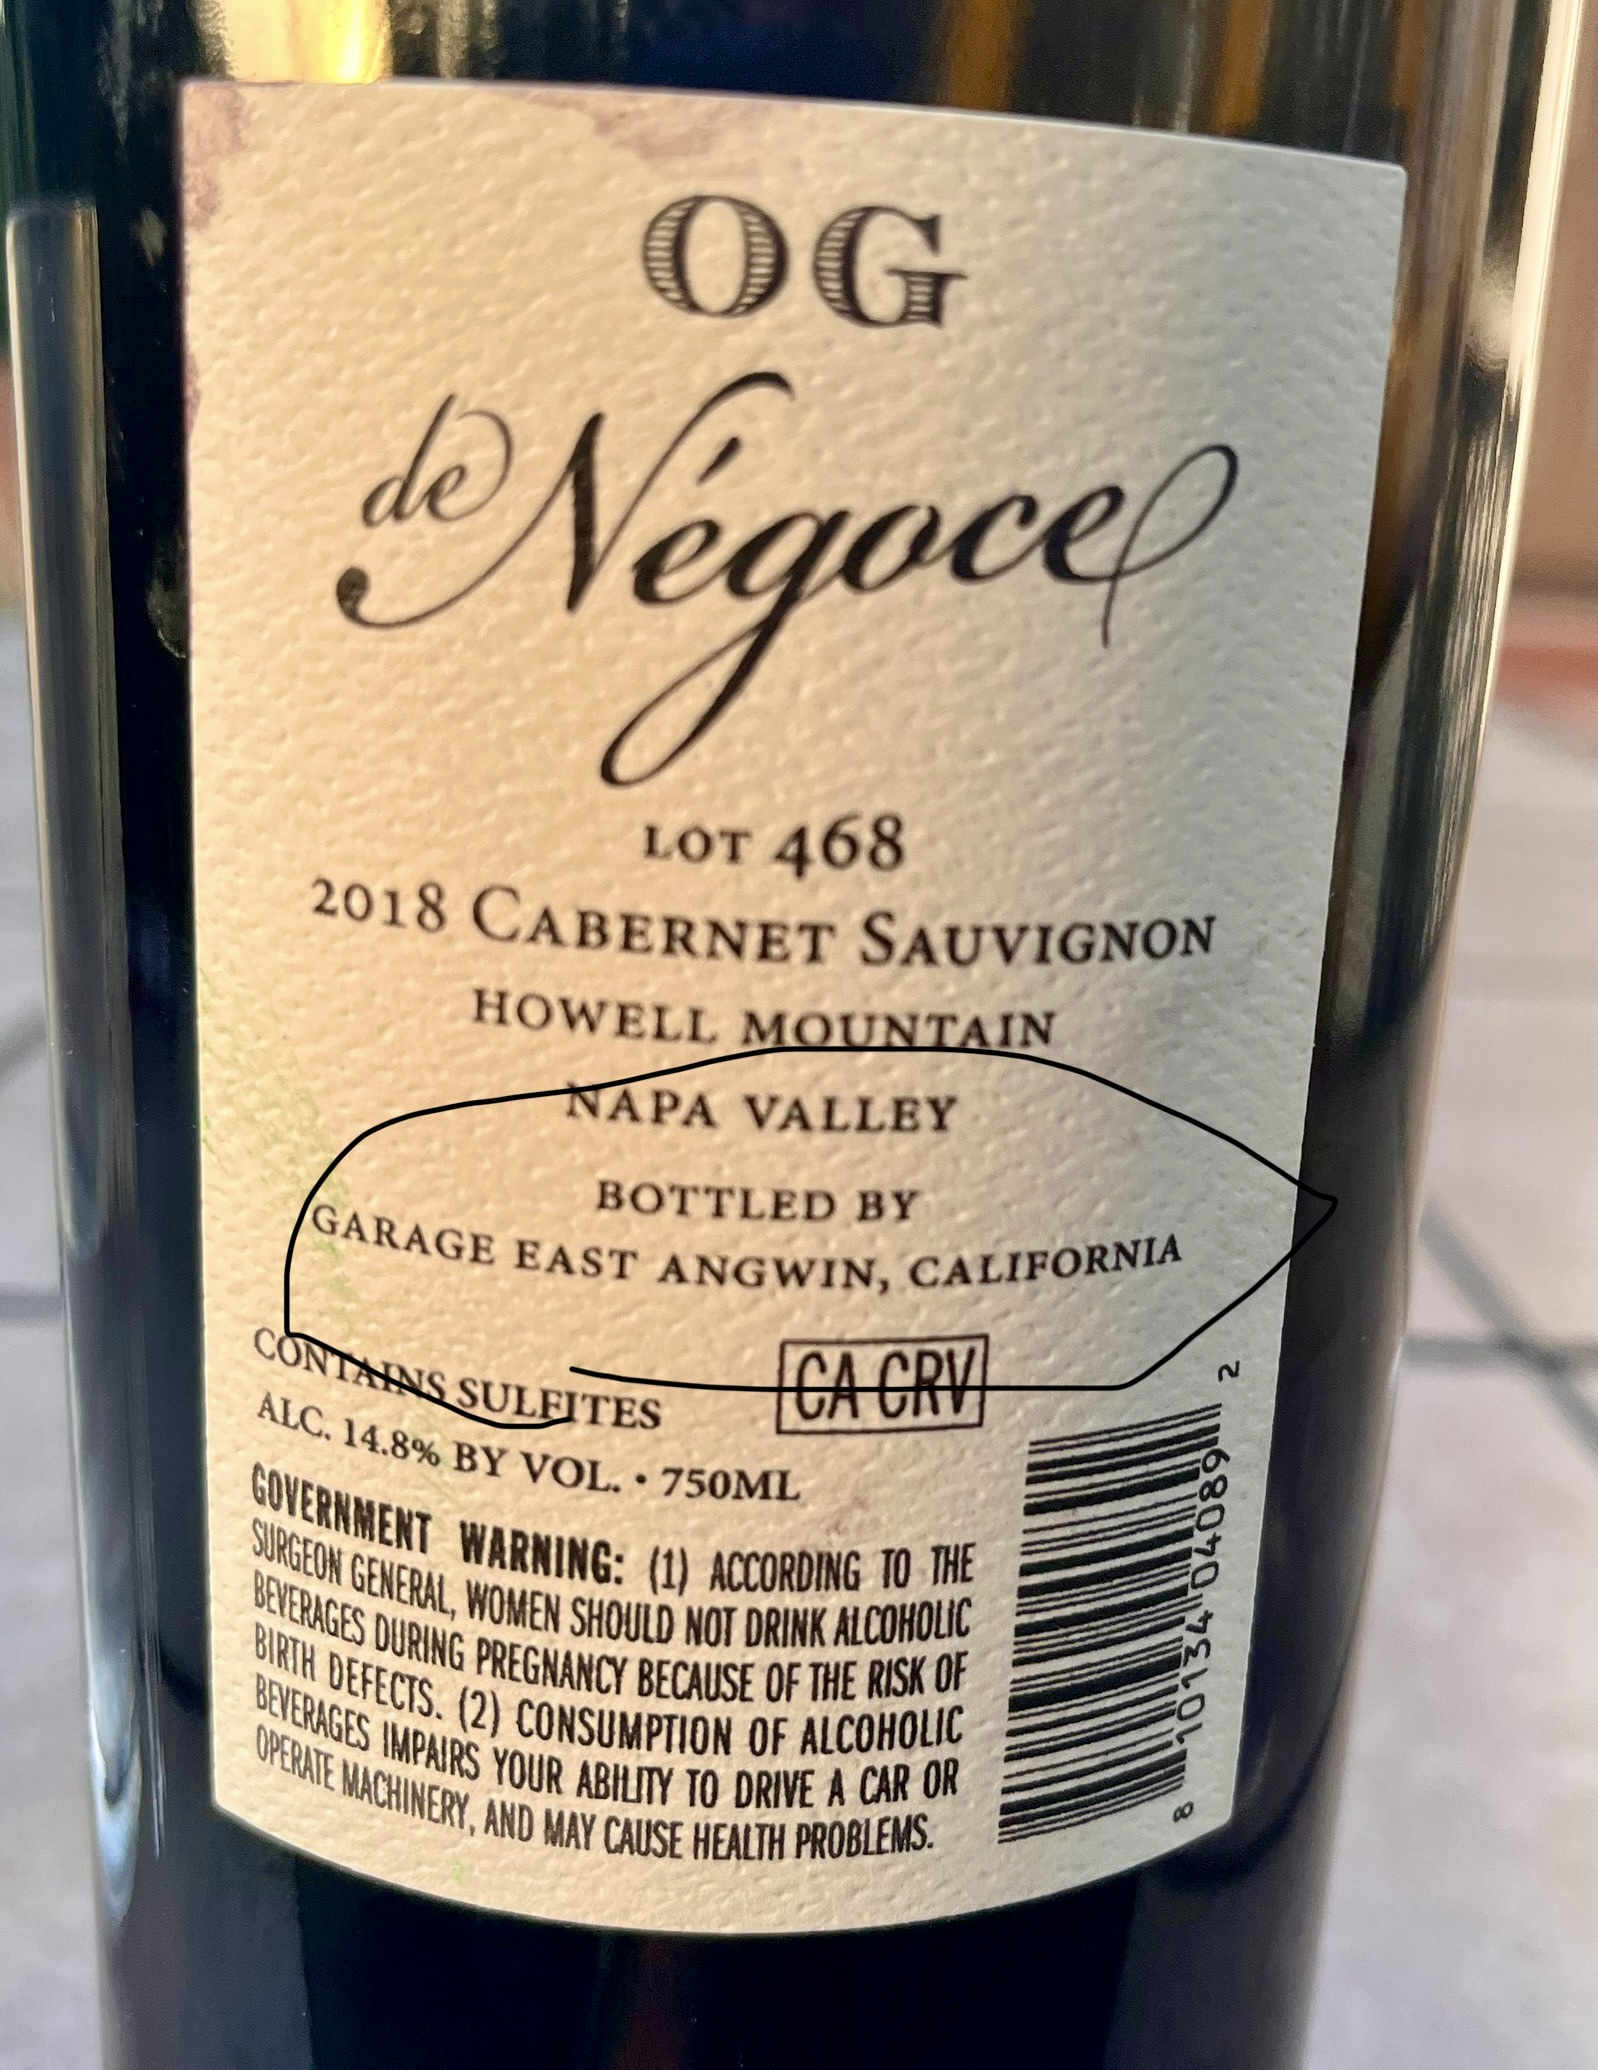 OG
de Négoce
LOT 468
2018 CABERNET SAUVIGNON
HOWELL MOUNTAIN
NAPA VALLEY
BOTTLED BY
GARAGE EAST ANGWIN, CALIFORNIA
CONTAINS SULFITES
CA CRV
ALC. 14.8% BY VOL. • 750ML
GOVERNMENT WARNING: (1) ACCORDING TO THE
SURGEON GENERAL, WOMEN SHOULD NOT DRINK ALCOHOLIC
BEVERAGES DURING PREGNANCY BECAUSE OF THE RISK OF
BIRTH DEFECTS. (2) CONSUMPTION OF ALCOHOLIC
BEVERAGES IMPAIRS YOUR ABILITY TO DRIVE A CAR OR
OPERATE MACHINERY, AND MAY CAUSE HEALTH PROBLEMS.
8 10134 04089 2